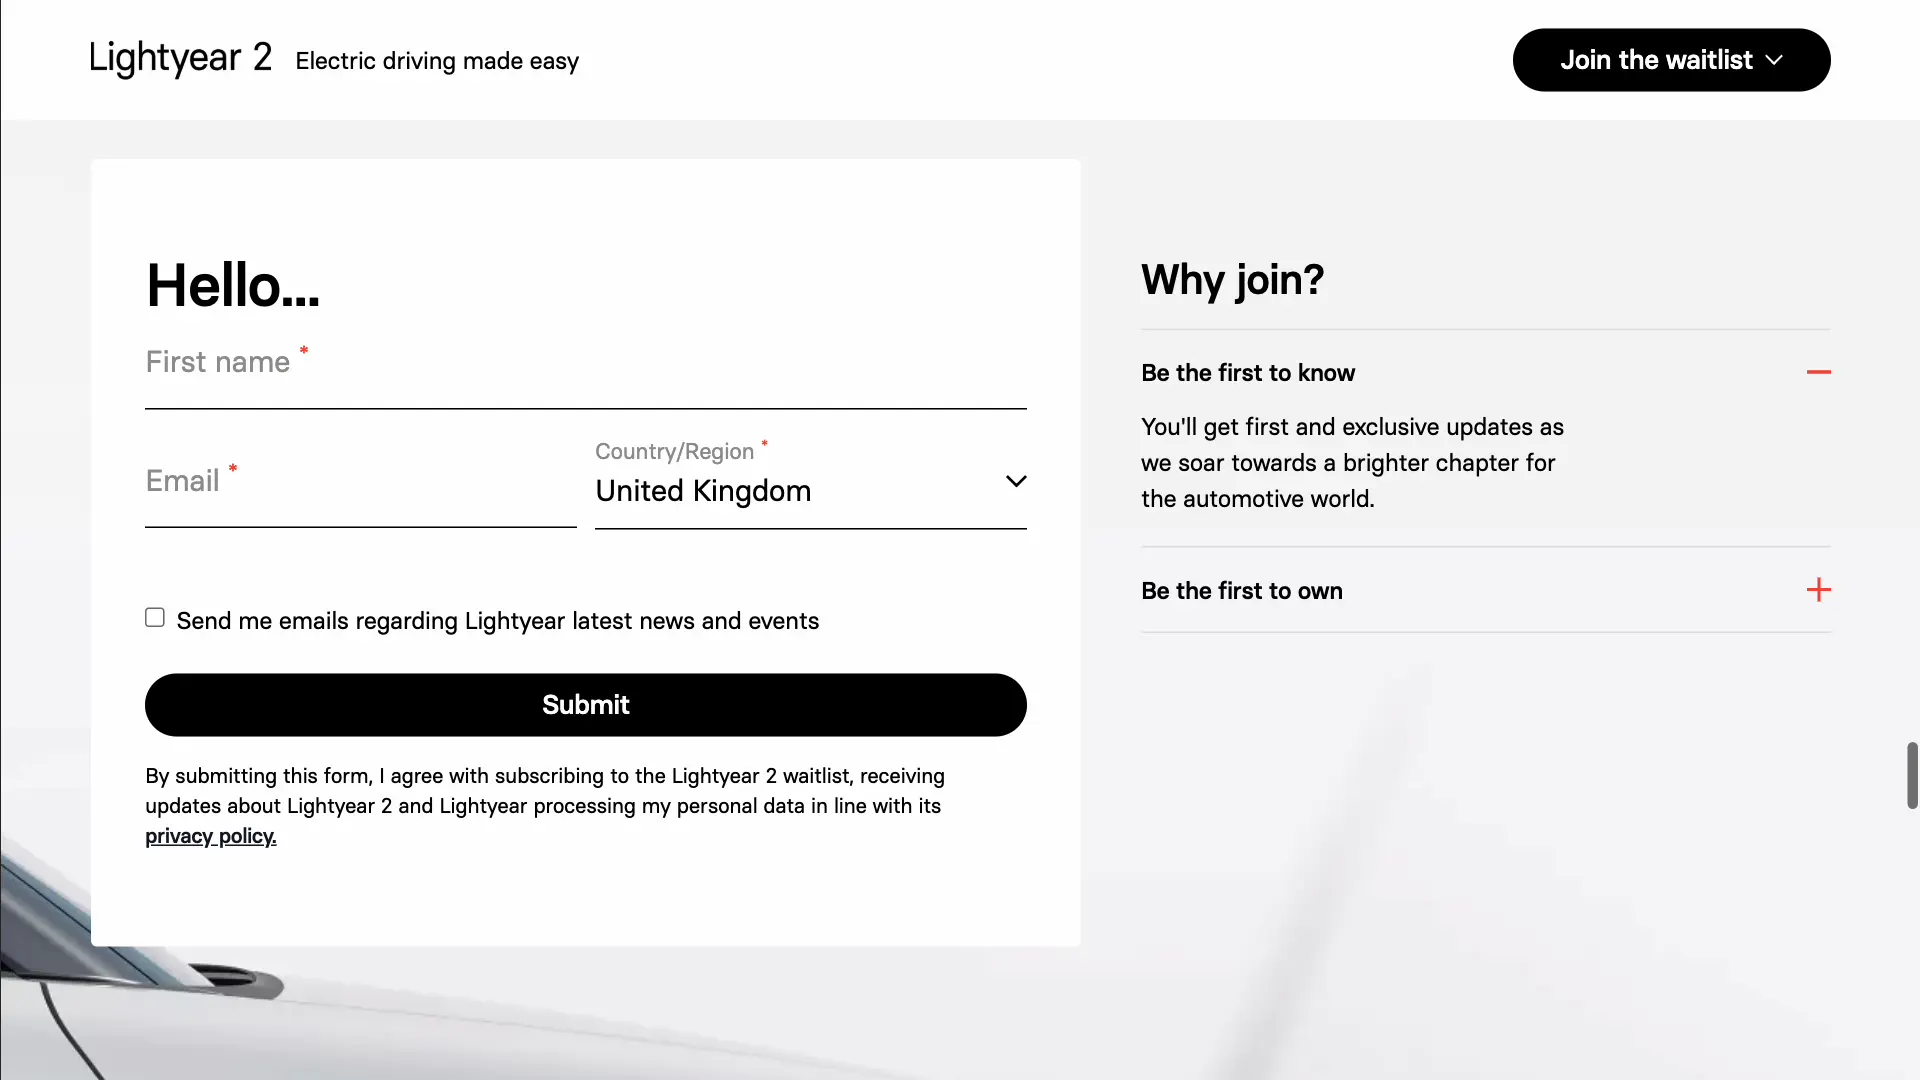 Lightyear 2 Electric driving made easy
Join the waitlist
Hello...
First name *
Email *
Country/Region *
United Kingdom
Send me emails regarding Lightyear latest news and events
Submit
By submitting this form, I agree with subscribing to the Lightyear 2 waitlist, receiving
updates about Lightyear 2 and Lightyear processing my personal data in line with its
privacy policy.
Why join?
Be the first to know
You'll get first and exclusive updates as
we soar towards a brighter chapter for
the automotive world.
Be the first to own